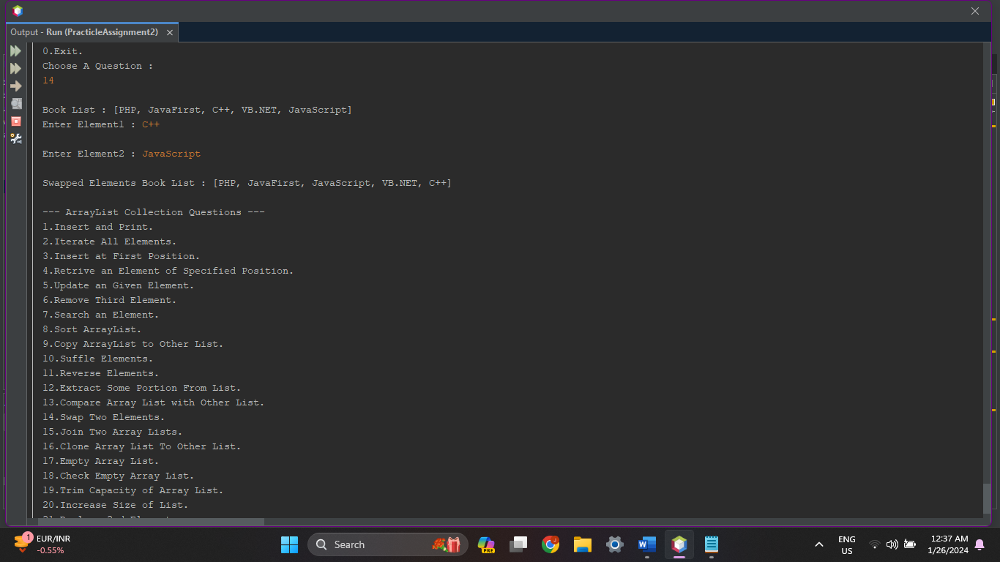 Output - Run (PracticleAssignment2)
0.Exit.
Choose A Question :
14
Book List : [PHP, JavaFirst, C++, VB.NET, JavaScript]
Enter Element1 : C++
Enter Element2 : JavaScript
Swapped Elements Book List : [PHP, JavaFirst, JavaScript, VB.NET, C++]
--- ArrayList Collection Questions ---
1.Insert and Print.
2.Iterate All Elements.
3.Insert at First Position.
4.Retrive an Element of Specified Position.
5.Update an Given Element.
6.Remove Third Element.
7.Search an Element.
8.Sort ArrayList.
9.Copy ArrayList to Other List.
10.Suffle Elements.
11.Reverse Elements.
12.Extract Some Portion From List.
13.Compare Array List with Other List.
14.Swap Two Elements.
15.Join Two Array Lists.
16.Clone Array List To Other List.
17.Empty Array List.
18.Check Empty Array List.
19.Trim Capacity of Array List.
20.Increase Size of List.
1
EUR/INR
-0.55%
Search
PRE
ENG
US
12:37 AM
1/26/2024